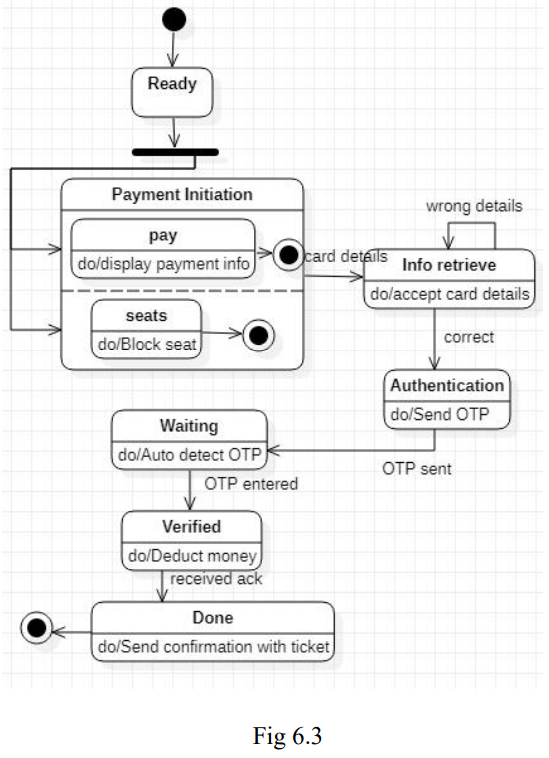 Ready
Payment Initiation
pay
do/display payment info
card details
wrong details
Info retrieve
do/accept card details
seats
do/Block seat
correct
Authentication
do/Send OTP
OTP sent
Waiting
do/Auto detect OTP
OTP entered
Verified
do/Deduct money
received ack
Done
do/Send confirmation with ticket
Fig 6.3